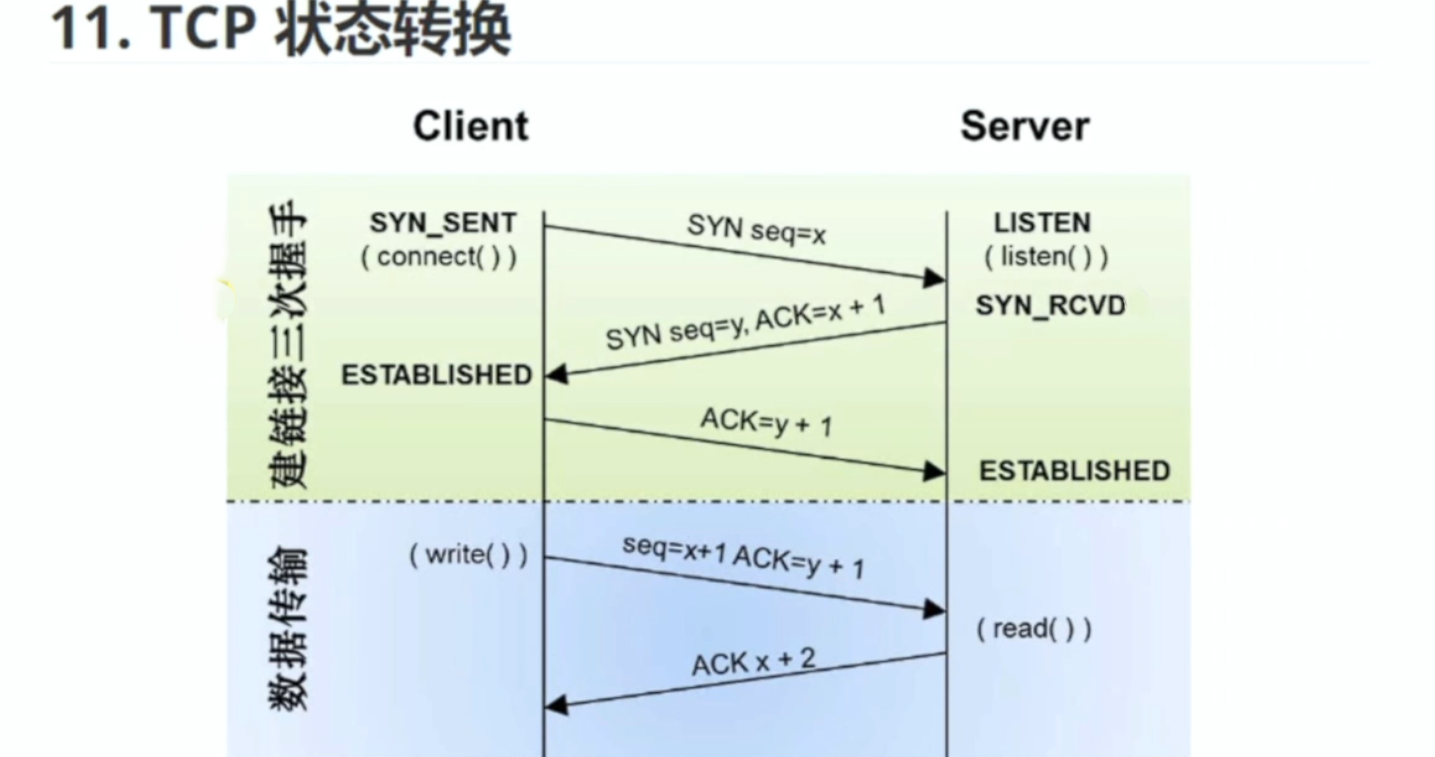 11. TCP 状态转换
Client
Server
建链接三次握手
SYN_SENT
( connect( ) )
SYN seq=x
LISTEN
( listen( ) )
SYN_RCVD
SYN seq=y, ACK=x + 1
ESTABLISHED
ACK=y + 1
ESTABLISHED
数据传输
( write( ) )
seq=x+1 ACK=y + 1
( read( ) )
ACK x + 2